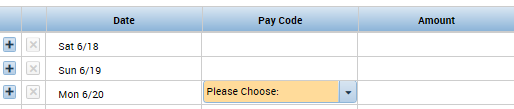 Date Pay Code Amount
Sat 6/18
Sun 6/19
Mon 6/20 Please Choose: